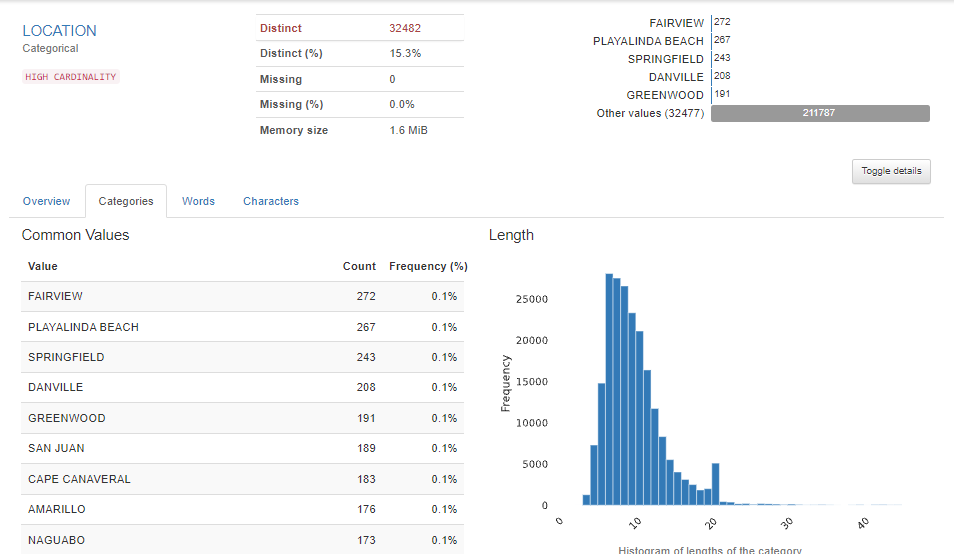 LOCATION
Categorical
HIGH CARDINALITY
Distinct 32482
Distinct (%) 15.3%
Missing 0
Missing (%) 0.0%
Memory size 1.6 MiB
FAIRVIEW 272
PLAYALINDA BEACH 267
SPRINGFIELD 243
DANVILLE 208
GREENWOOD 191
Other values (32477) 211787
Toggle details
Overview Categories Words Characters
Common Values
Value Count Frequency (%)
FAIRVIEW 272 0.1%
PLAYALINDA BEACH 267 0.1%
SPRINGFIELD 243 0.1%
DANVILLE 208 0.1%
GREENWOOD 191 0.1%
SAN JUAN 189 0.1%
CAPE CANAVERAL 183 0.1%
AMARILLO 176 0.1%
NAGUABO 173 0.1%
Length
Frequency
25000
20000
15000
10000
5000
0
0 10 20 30 40
Histogram of lengths of the category